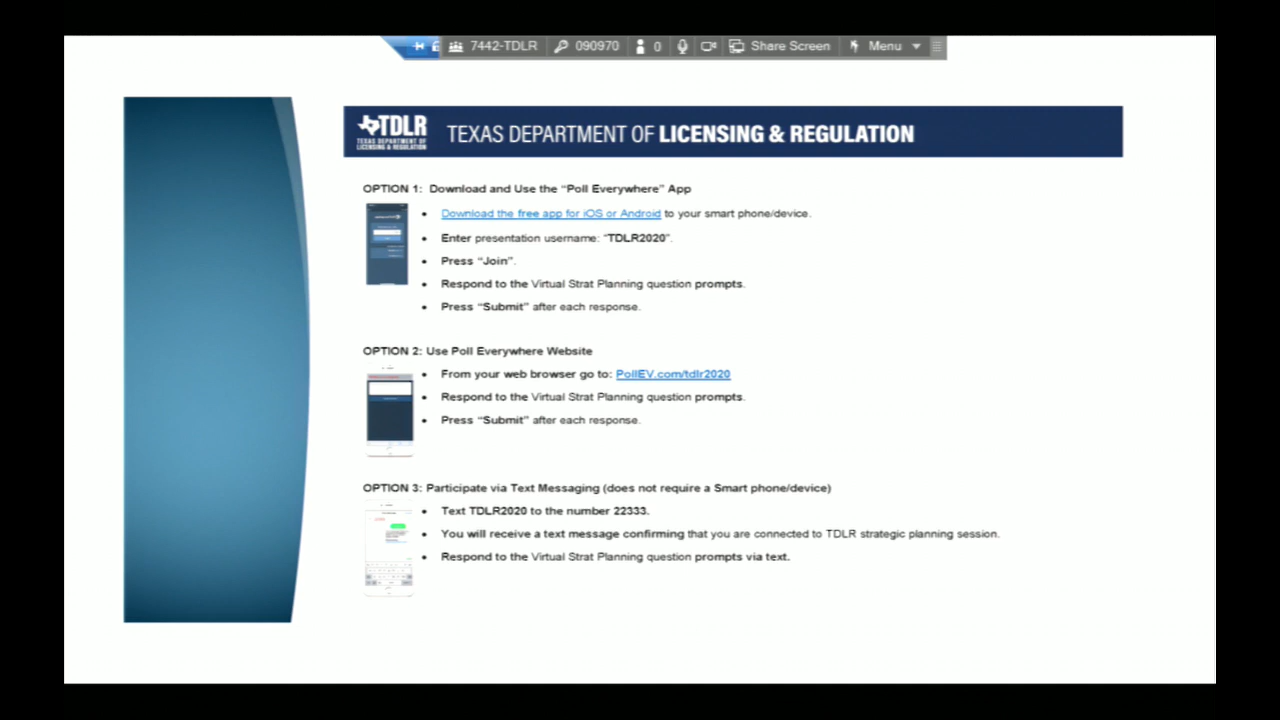 7442-TDLR 090970 0 Share Screen Menu
TDLR
TEXAS DEPARTMENT OF
LICENSING & REGULATION
TEXAS DEPARTMENT OF LICENSING & REGULATION
OPTION 1: Download and Use the “Poll Everywhere” App
• Download the free app for iOS or Android to your smart phone/device.
• Enter presentation username: “TDLR2020”.
• Press “Join”.
• Respond to the Virtual Strat Planning question prompts.
• Press “Submit” after each response.
OPTION 2: Use Poll Everywhere Website
• From your web browser go to: PollEV.com/tdlr2020
• Respond to the Virtual Strat Planning question prompts.
• Press “Submit” after each response.
OPTION 3: Participate via Text Messaging (does not require a Smart phone/device)
• Text TDLR2020 to the number 22333.
• You will receive a text message confirming that you are connected to TDLR strategic planning session.
• Respond to the Virtual Strat Planning question prompts via text.